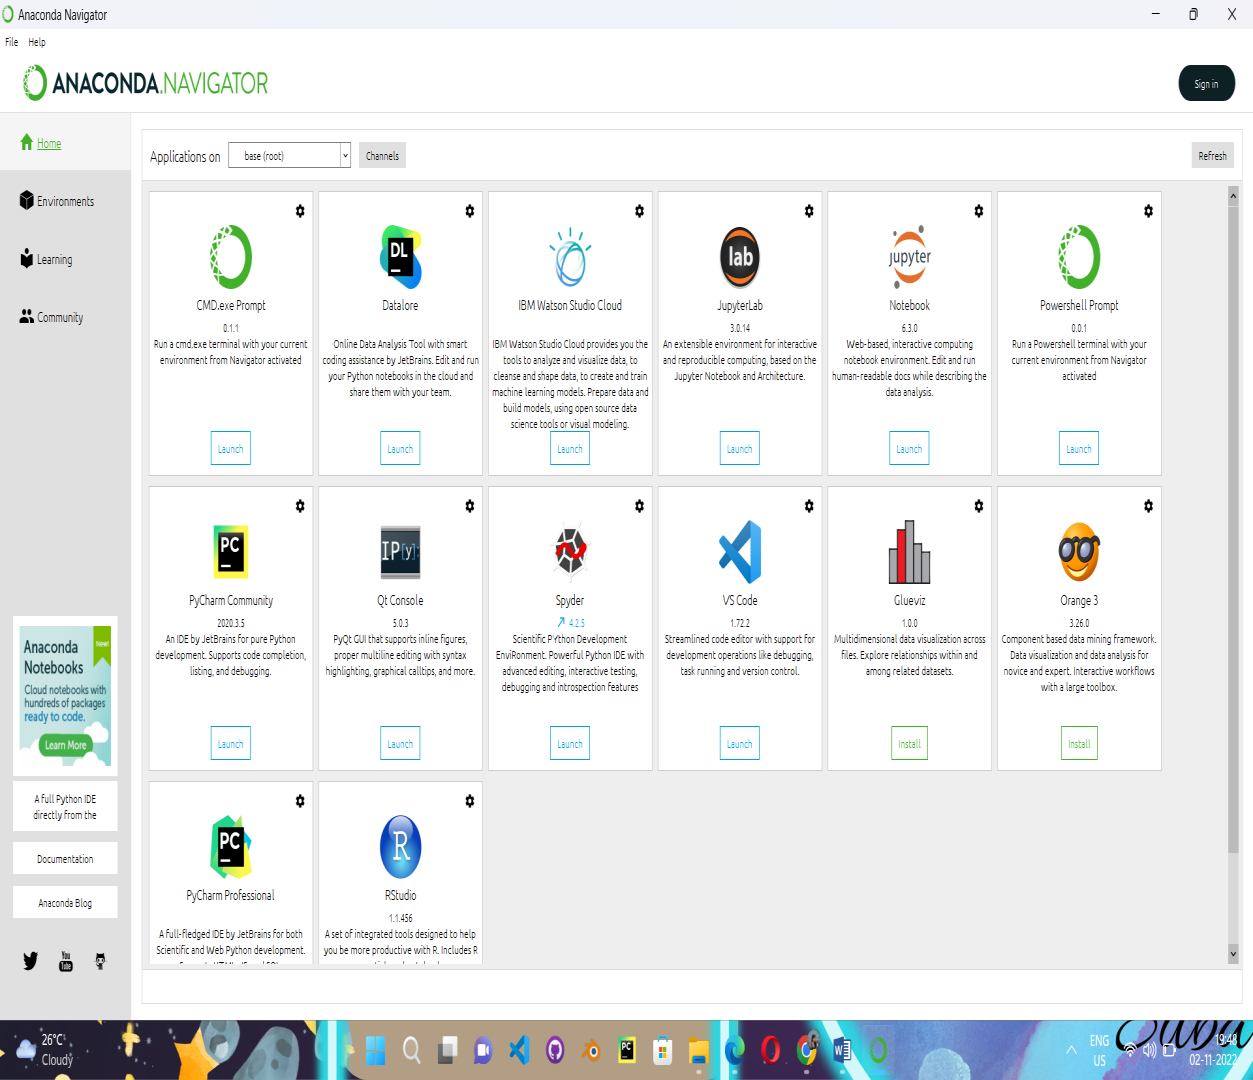 Anaconda Navigator
File Help
ANACONDA.NAVIGATOR
Sign in
Home
Environments
Learning
Community
Applications on
base (root)
Channels
Refresh
CMD.exe Prompt
0.1.1
Run a cmd.exe terminal with your current
environment from Navigator activated
Launch
DL
Datalore
Online Data Analysis Tool with smart
coding assistance by JetBrains. Edit and run
your Python notebooks in the cloud and
share them with your team.
Launch
IBM Watson Studio Cloud
IBM Watson Studio Cloud provides you the
tools to analyze and visualize data, to
cleanse and shape data, to create and train
machine learning models. Prepare data and
build models, using open source data
science tools or visual modeling.
Launch
lab
JupyterLab
3.0.14
An extensible environment for interactive
and reproducible computing, based on the
Jupyter Notebook and Architecture.
Launch
jupyter
Notebook
6.3.0
Web-based, interactive computing
notebook environment. Edit and run
human-readable docs while describing the
data analysis.
Launch
Powershell Prompt
0.0.1
Run a Powershell terminal with your
current environment from Navigator
activated
Launch
PC
PyCharm Community
2020.3.5
An IDE by JetBrains for pure Python
development. Supports code completion,
listing, and debugging.
Launch
IP[y]:
Qt Console
5.0.3
PyQt GUI that supports inline figures,
proper multiline editing with syntax
highlighting, graphical calltips, and more.
Launch
Spyder
4.2.5
Scientific PYthon Development
EnviRonment. Powerful Python IDE with
advanced editing, interactive testing,
debugging and introspection features
Launch
VS Code
1.72.2
Streamlined code editor with support for
development operations like debugging,
task running and version control.
Launch
Glueviz
1.0.0
Multidimensional data visualization across
files. Explore relationships within and
among related datasets.
Install
Orange 3
3.26.0
Component based data mining framework.
Data visualization and data analysis for
novice and expert. Interactive workflows
with a large toolbox.
Install
PC
PyCharm Professional
A full-fledged IDE by JetBrains for both
Scientific and Web Python development.
R
RStudio
1.1.456
A set of integrated tools designed to help
you be more productive with R. Includes R
Anaconda
Notebooks
Cloud notebooks with
hundreds of packages
ready to code.
Learn More
A full Python IDE
directly from the
Documentation
Anaconda Blog
You
Tube
26°C
Cloudy
PC
W
ENG
US
19:48
02-11-2022